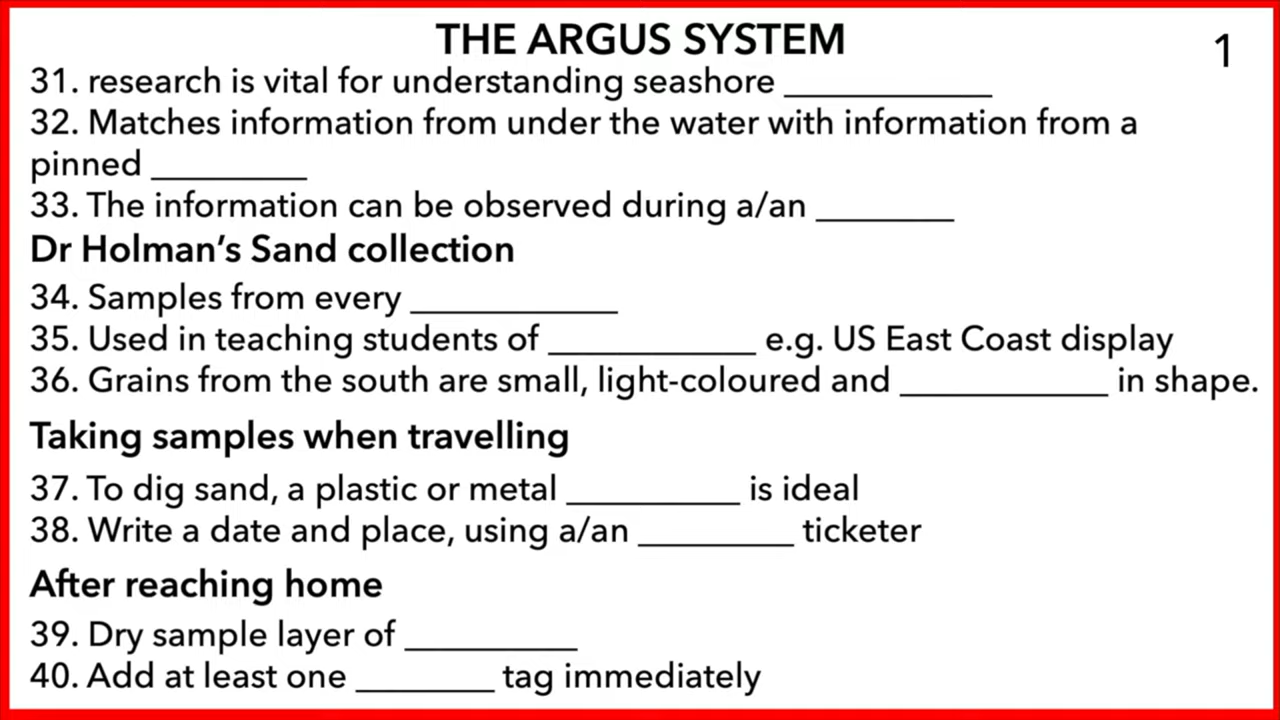 THE ARGUS SYSTEM
1
31. research is vital for understanding seashore ____________
32. Matches information from under the water with information from a
pinned _________
33. The information can be observed during a/an ________
Dr Holman's Sand collection
34. Samples from every ____________
35. Used in teaching students of ____________ e.g. US East Coast display
36. Grains from the south are small, light-coloured and ____________ in shape.
Taking samples when travelling
37. To dig sand, a plastic or metal __________ is ideal
38. Write a date and place, using a/an _________ ticketer
After reaching home
39. Dry sample layer of __________
40. Add at least one ________ tag immediately